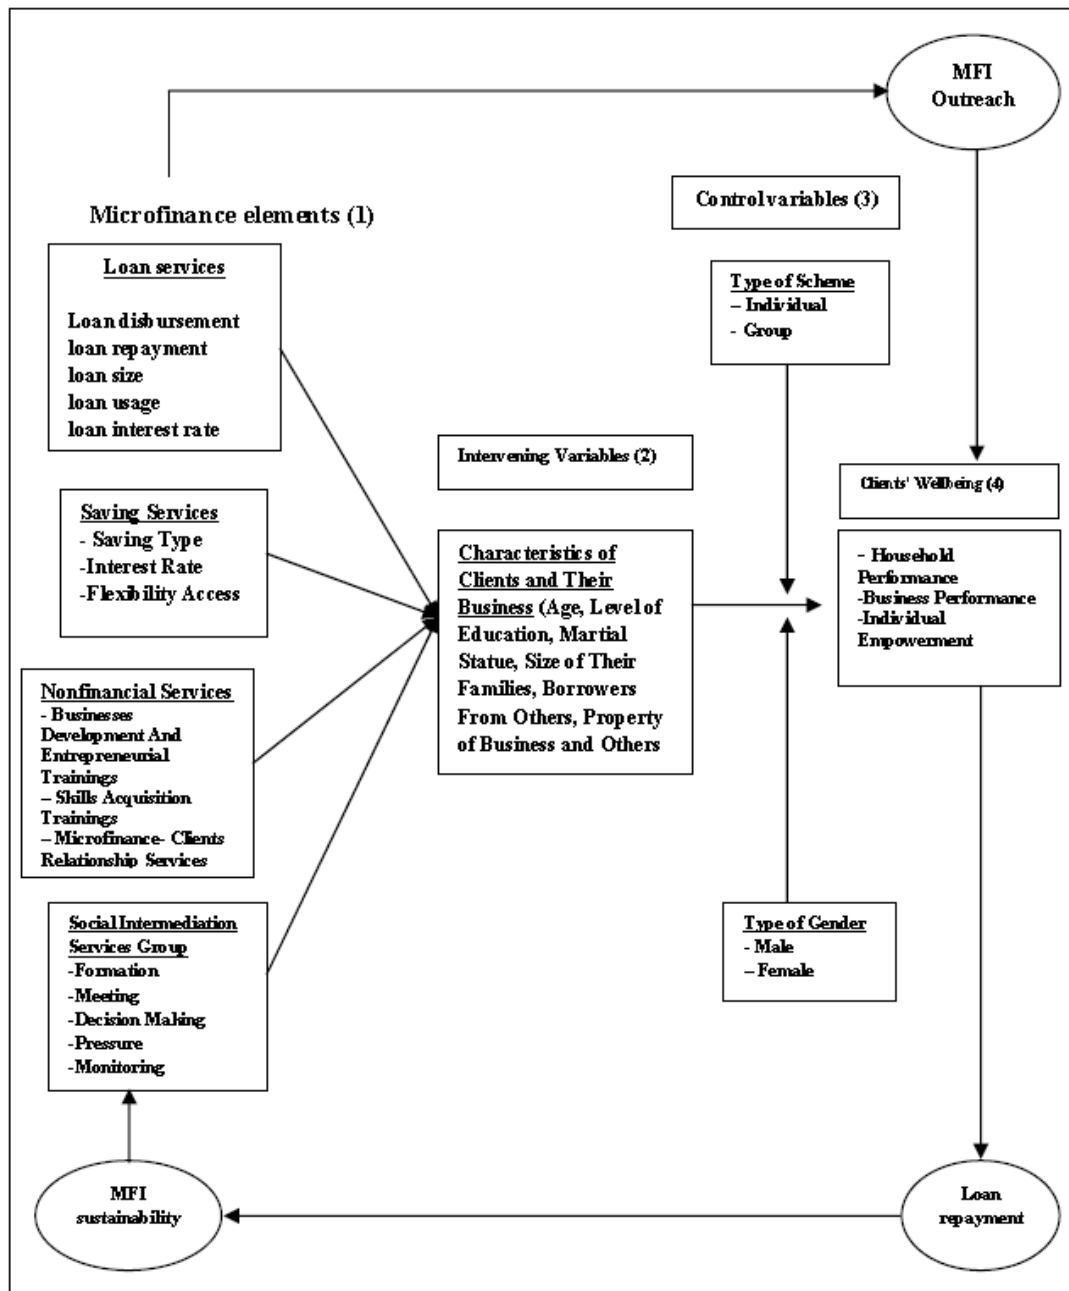 MFI
Outreach
Microfinance elements (1)
Control variables (3)
Loan services
Loan disbursement
loan repayment
loan size
loan usage
loan interest rate
Type of Scheme
– Individual
- Group
Intervening Variables (2)
Clients' Wellbeing (4)
Saving Services
- Saving Type
-Interest Rate
-Flexibility Access
Characteristics of
Clients and Their
Business (Age, Level of
Education, Martial
Statue, Size of Their
Families, Borrowers
From Others, Property
of Business and Others
- Household
Performance
-Business Performance
-Individual
Empowerment
Nonfinancial Services
- Businesses
Development And
Entrepreneurial
Trainings
– Skills Acquisition
Trainings
– Microfinance- Clients
Relationship Services
Social Intermediation
Services Group
-Formation
-Meeting
-Decision Making
-Pressure
-Monitoring
Type of Gender
- Male
– Female
MFI
sustainability
Loan
repayment